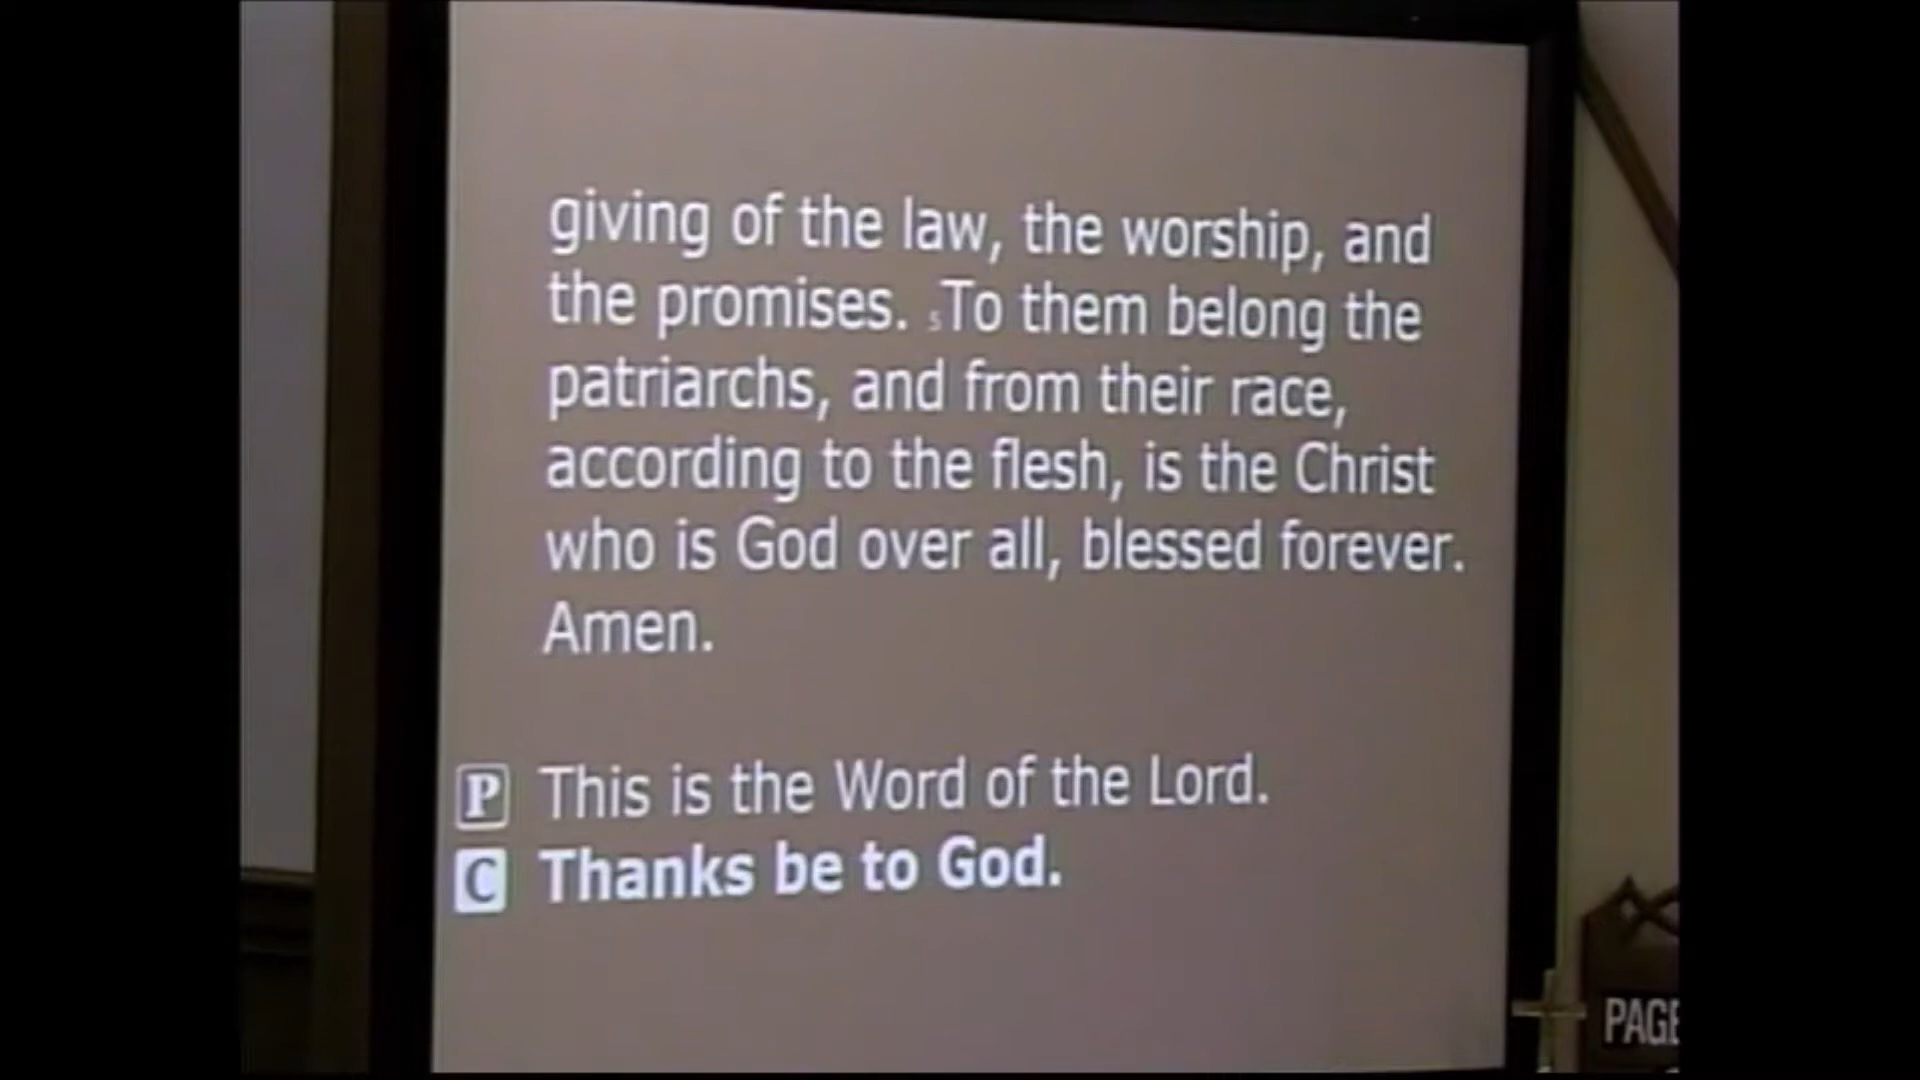 giving of the law, the worship, and
the promises. 5To them belong the
patriarchs, and from their race,
according to the flesh, is the Christ
who is God over all, blessed forever.
Amen.
P This is the Word of the Lord.
C Thanks be to God.
PAGE